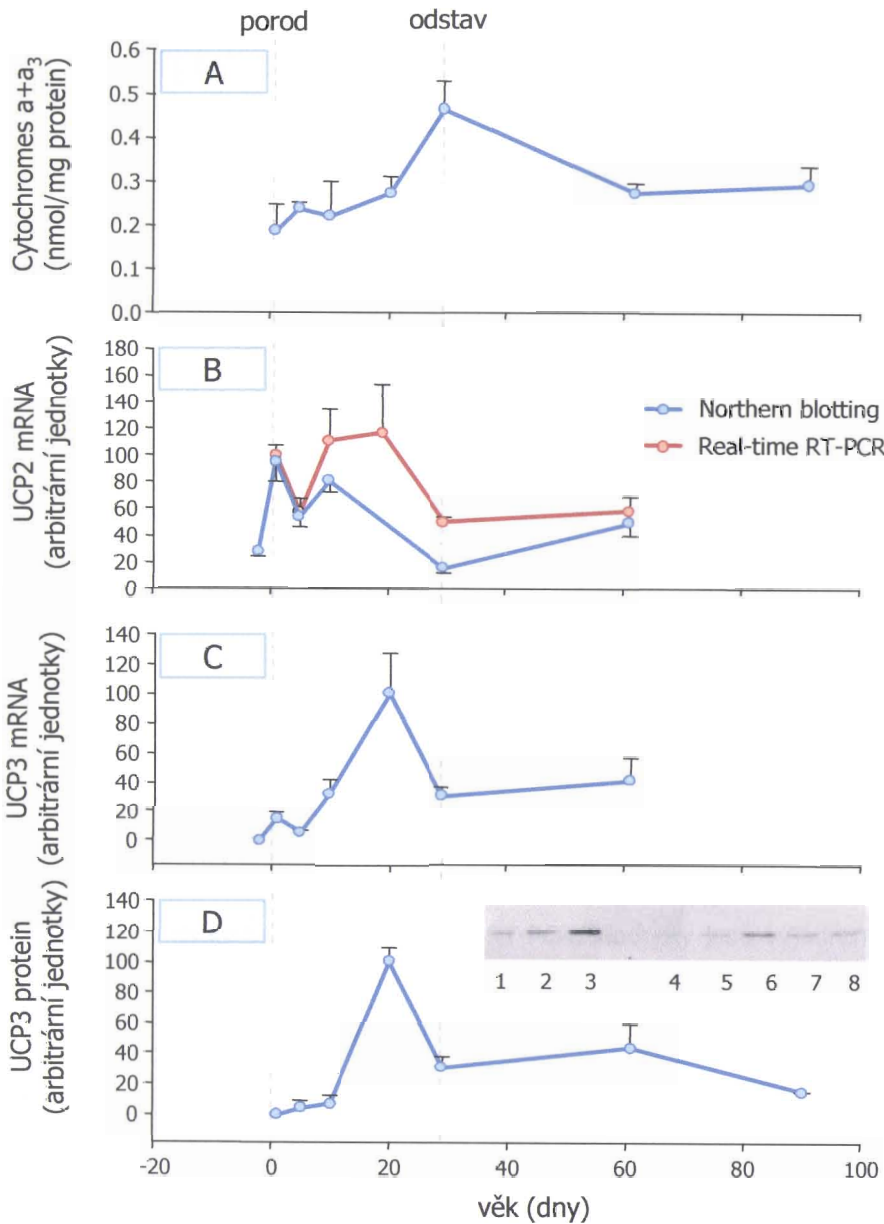 porod odstav
A
Cytochromes a+a3
(nmol/mg protein)
0.6
0.5
0.4
0.3
0.2
0.1
0.0
B
UCP2 mRNA
(arbitrární jednotky)
180
160
140
120
100
80
60
40
20
0
Northern blotting
Real-time RT-PCR
C
UCP3 mRNA
(arbitrární jednotky)
140
120
100
80
60
40
20
0
D
UCP3 protein
(arbitrární jednotky)
140
120
100
80
60
40
20
0
1 2 3 4 5 6 7 8
-20 0 20 40 60 80 100
věk (dny)